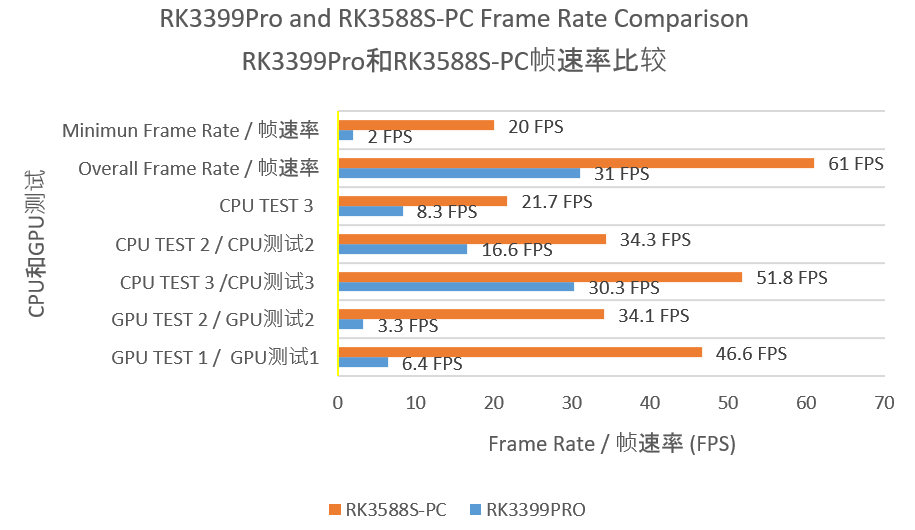 RK3399Pro and RK3588S-PC Frame Rate Comparison
RK3399Pro和RK3588S-PC帧速率比较
CPU和GPU测试
Minimun Frame Rate / 帧速率
20 FPS
2 FPS
Overall Frame Rate / 帧速率
61 FPS
31 FPS
CPU TEST 3
21.7 FPS
8.3 FPS
CPU TEST 2 / CPU测试2
34.3 FPS
16.6 FPS
CPU TEST 3 /CPU测试3
51.8 FPS
30.3 FPS
GPU TEST 2 / GPU测试2
34.1 FPS
3.3 FPS
GPU TEST 1 / GPU测试1
46.6 FPS
6.4 FPS
0 10 20 30 40 50 60 70
Frame Rate / 帧速率 (FPS)
RK3588S-PC RK3399PRO